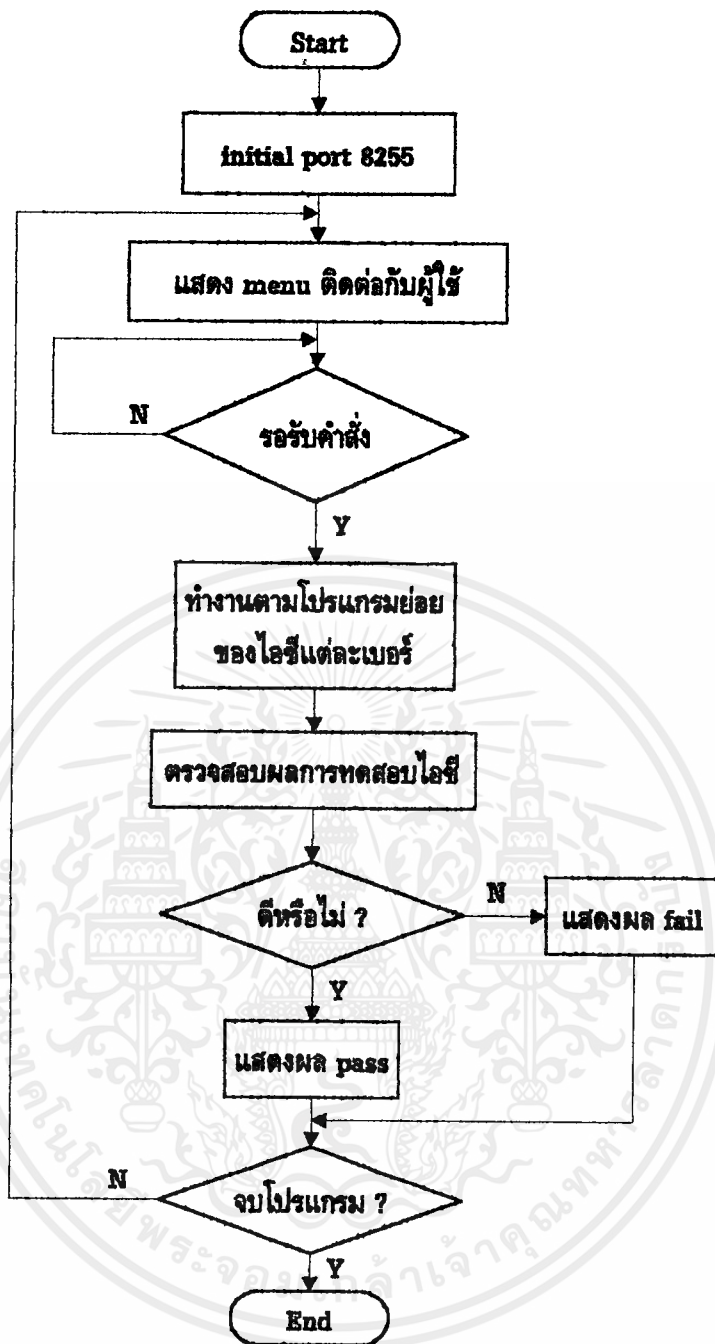 Start
initial port 8255
แสดง menu ติดต่อกับผู้ใช้
N
รอรับคำสั่ง
Y
ทำงานตามโปรแกรมย่อย
ของไอซีแต่ละเบอร์
ตรวจสอบผลการทดสอบไอซี
ดีหรือไม่ ?
N
แสดงผล fail
Y
แสดงผล pass
N
จบโปรแกรม ?
Y
End